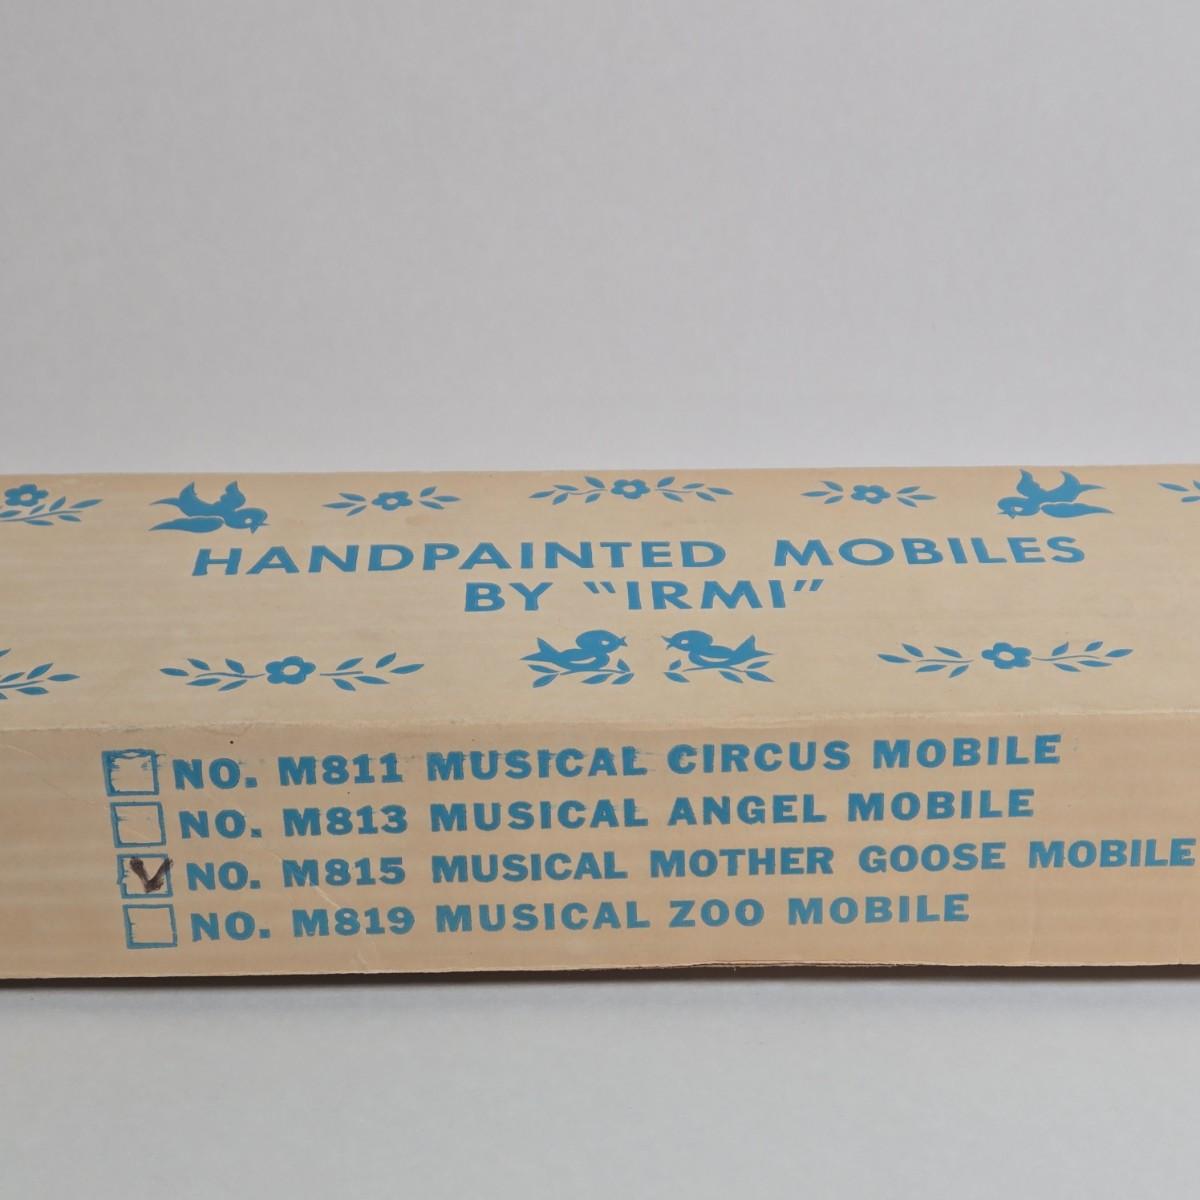 HANDPAINTED MOBILES
BY "IRMI"
NO. M811 MUSICAL CIRCUS MOBILE
NO. M813 MUSICAL ANGEL MOBILE
NO. M815 MUSICAL MOTHER GOOSE MOBILE
NO. M819 MUSICAL ZOO MOBILE